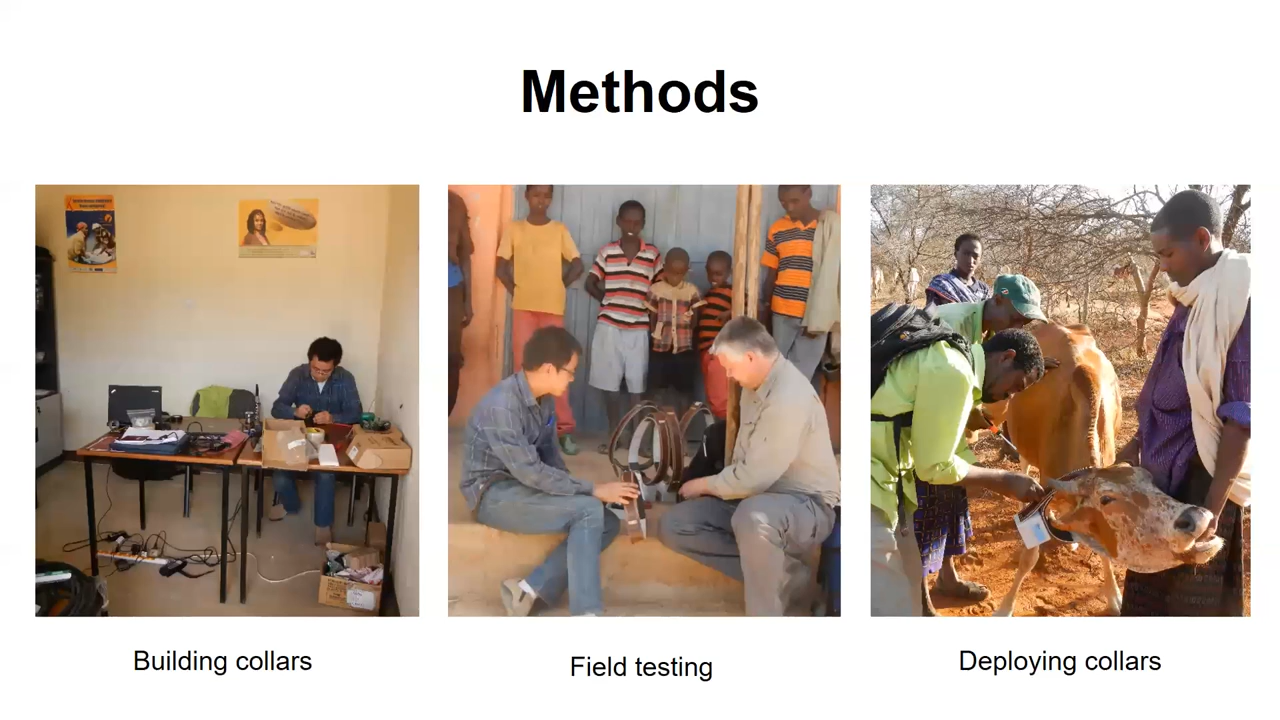 Methods
Building collars
Field testing
Deploying collars